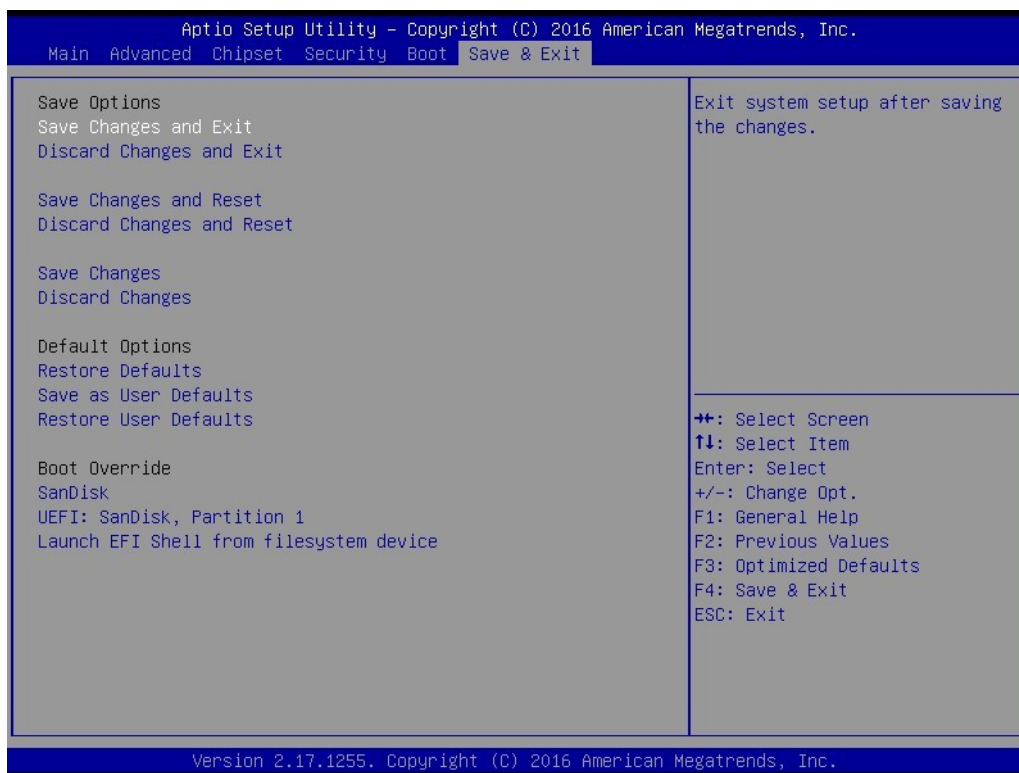 Aptio Setup Utility – Copyright (C) 2016 American Megatrends, Inc.
Main Advanced Chipset Security Boot Save & Exit
Save Options
Save Changes and Exit
Discard Changes and Exit
Save Changes and Reset
Discard Changes and Reset
Save Changes
Discard Changes
Default Options
Restore Defaults
Save as User Defaults
Restore User Defaults
Boot Override
SanDisk
UEFI: SanDisk, Partition 1
Launch EFI Shell from filesystem device
Exit system setup after saving
the changes.
→←: Select Screen
↑↓: Select Item
Enter: Select
+/-: Change Opt.
F1: General Help
F2: Previous Values
F3: Optimized Defaults
F4: Save & Exit
ESC: Exit
Version 2.17.1255. Copyright (C) 2016 American Megatrends, Inc.